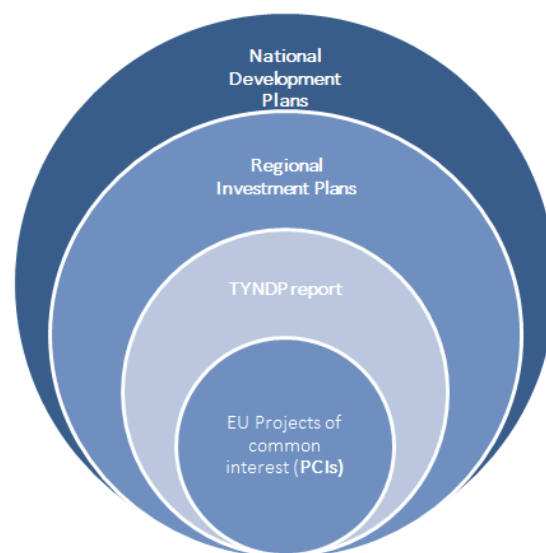 National
Development
Plans
Regional
Investment Plans
TYNDP report
EU Projects of
common
interest (PCIs)